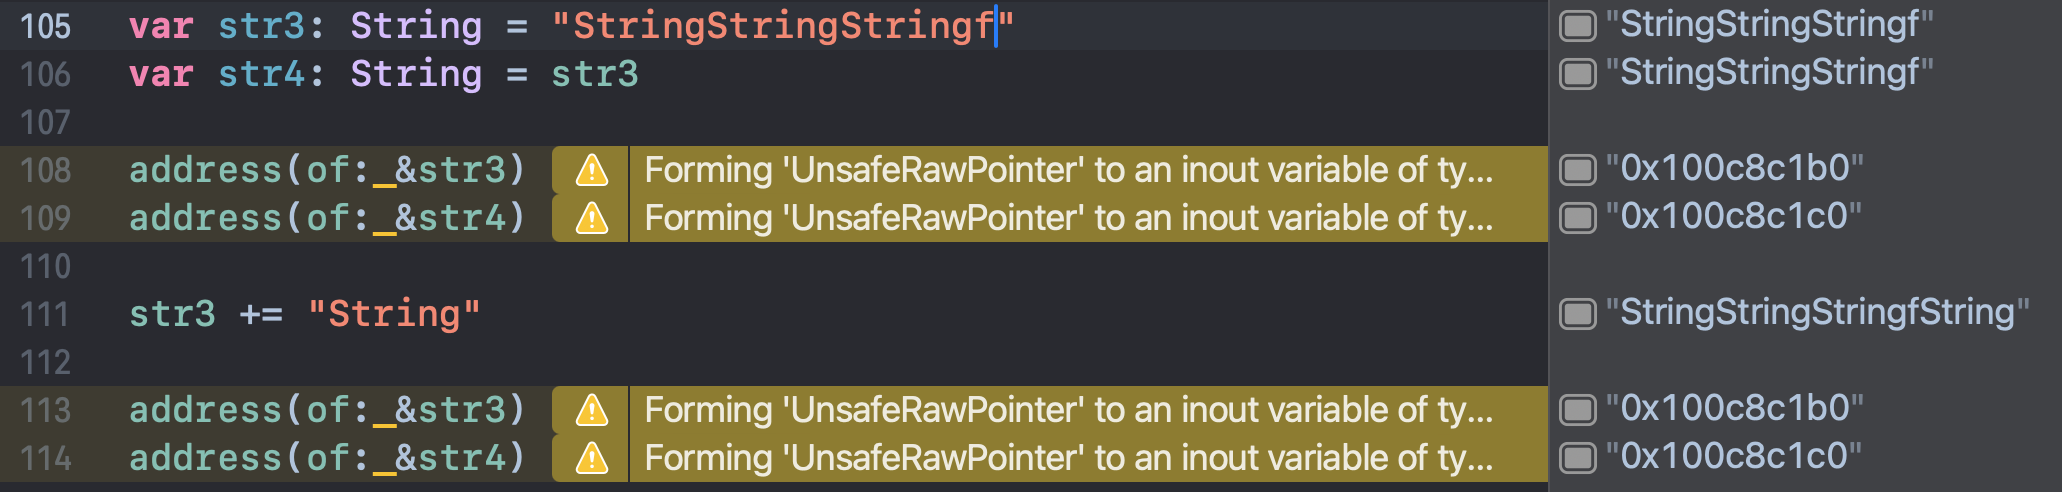 105 var str3: String = "StringStringStringf" "StringStringStringf"
106 var str4: String = str3 "StringStringStringf"
107
108 address(of:_&str3) Forming 'UnsafeRawPointer' to an inout variable of ty... "0x100c8c1b0"
109 address(of:_&str4) Forming 'UnsafeRawPointer' to an inout variable of ty... "0x100c8c1c0"
110
111 str3 += "String" "StringStringStringfString"
112
113 address(of:_&str3) Forming 'UnsafeRawPointer' to an inout variable of ty... "0x100c8c1b0"
114 address(of:_&str4) Forming 'UnsafeRawPointer' to an inout variable of ty... "0x100c8c1c0"